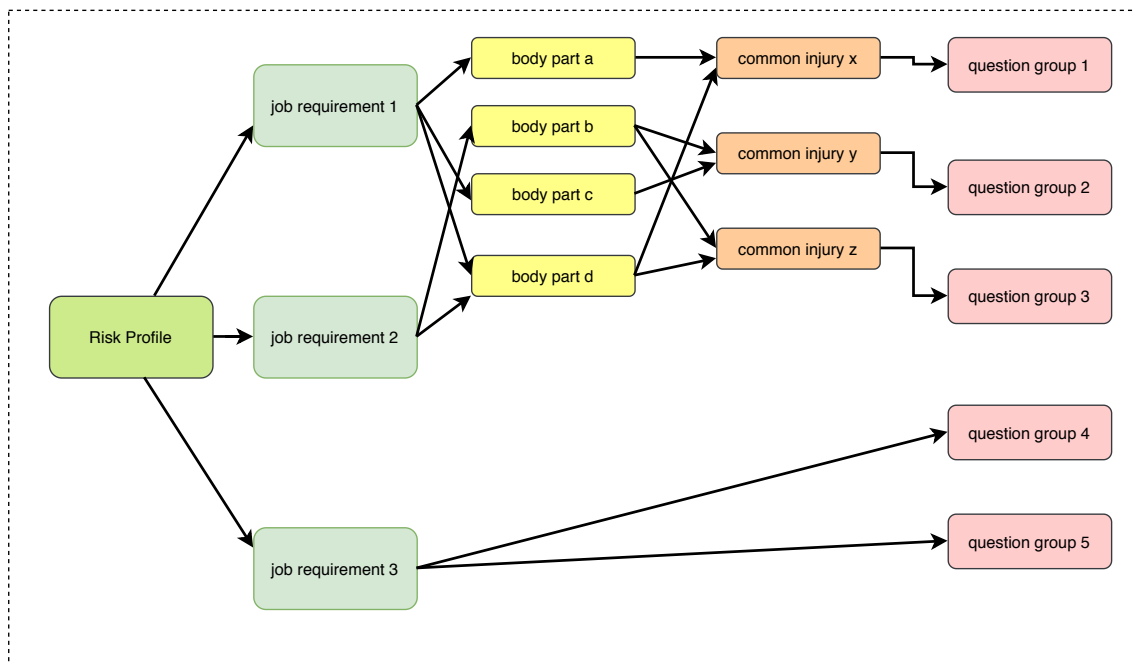 Risk Profile
job requirement 1
job requirement 2
job requirement 3
body part a
body part b
body part c
body part d
common injury x
common injury y
common injury z
question group 1
question group 2
question group 3
question group 4
question group 5